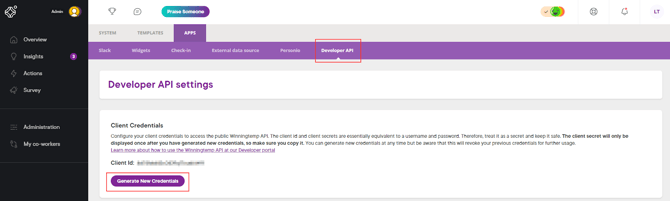 Admin
Praise Someone
LT
Overview
Insights
3
Actions
Survey
Administration
My co-workers
SYSTEM TEMPLATES APPS
Slack Widgets Check-In External data source Personio Developer API
Developer API settings
Client Credentials
Configure your client credentials to access the public Winningtemp API. The client id and client secrets are essentially equivalent to a username and password. Therefore, treat it as a secret and keep it safe. The client secret will only be
displayed once after you have generated new credentials, so make sure you copy it. You can generate new credentials at any time but be aware that this will revoke your previous credentials for further usage.
Learn more about how to use the Winningtemp API at our Developer portal
Client Id:
Generate New Credentials